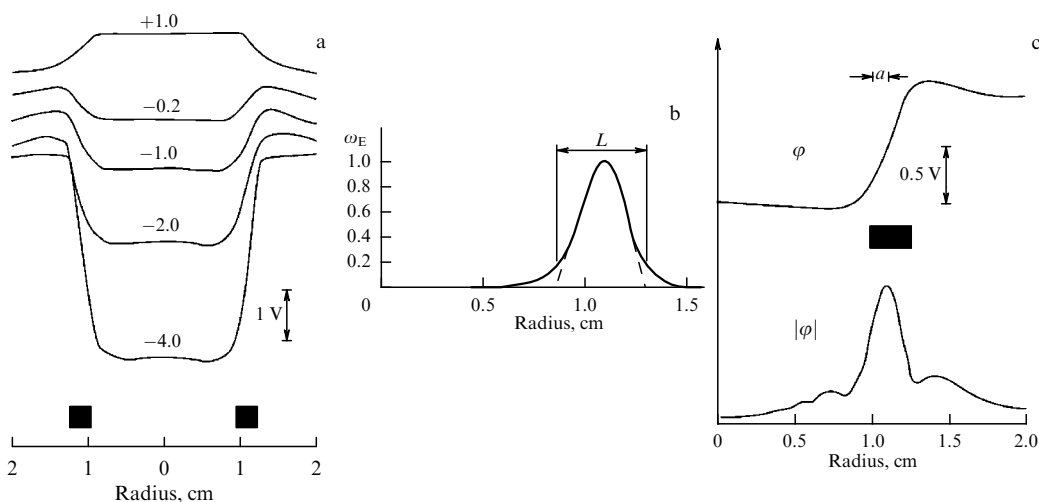 a
+1.0
−0.2
−1.0
−2.0
−4.0
1 V
2 1 0 1 2
Radius, cm
b
ω_E
L
1.0
0.8
0.6
0.4
0.2
0 0.5 1.0 1.5
Radius, cm
c
a
φ
0.5 V
|φ|
0 0.5 1.0 1.5 2.0
Radius, cm